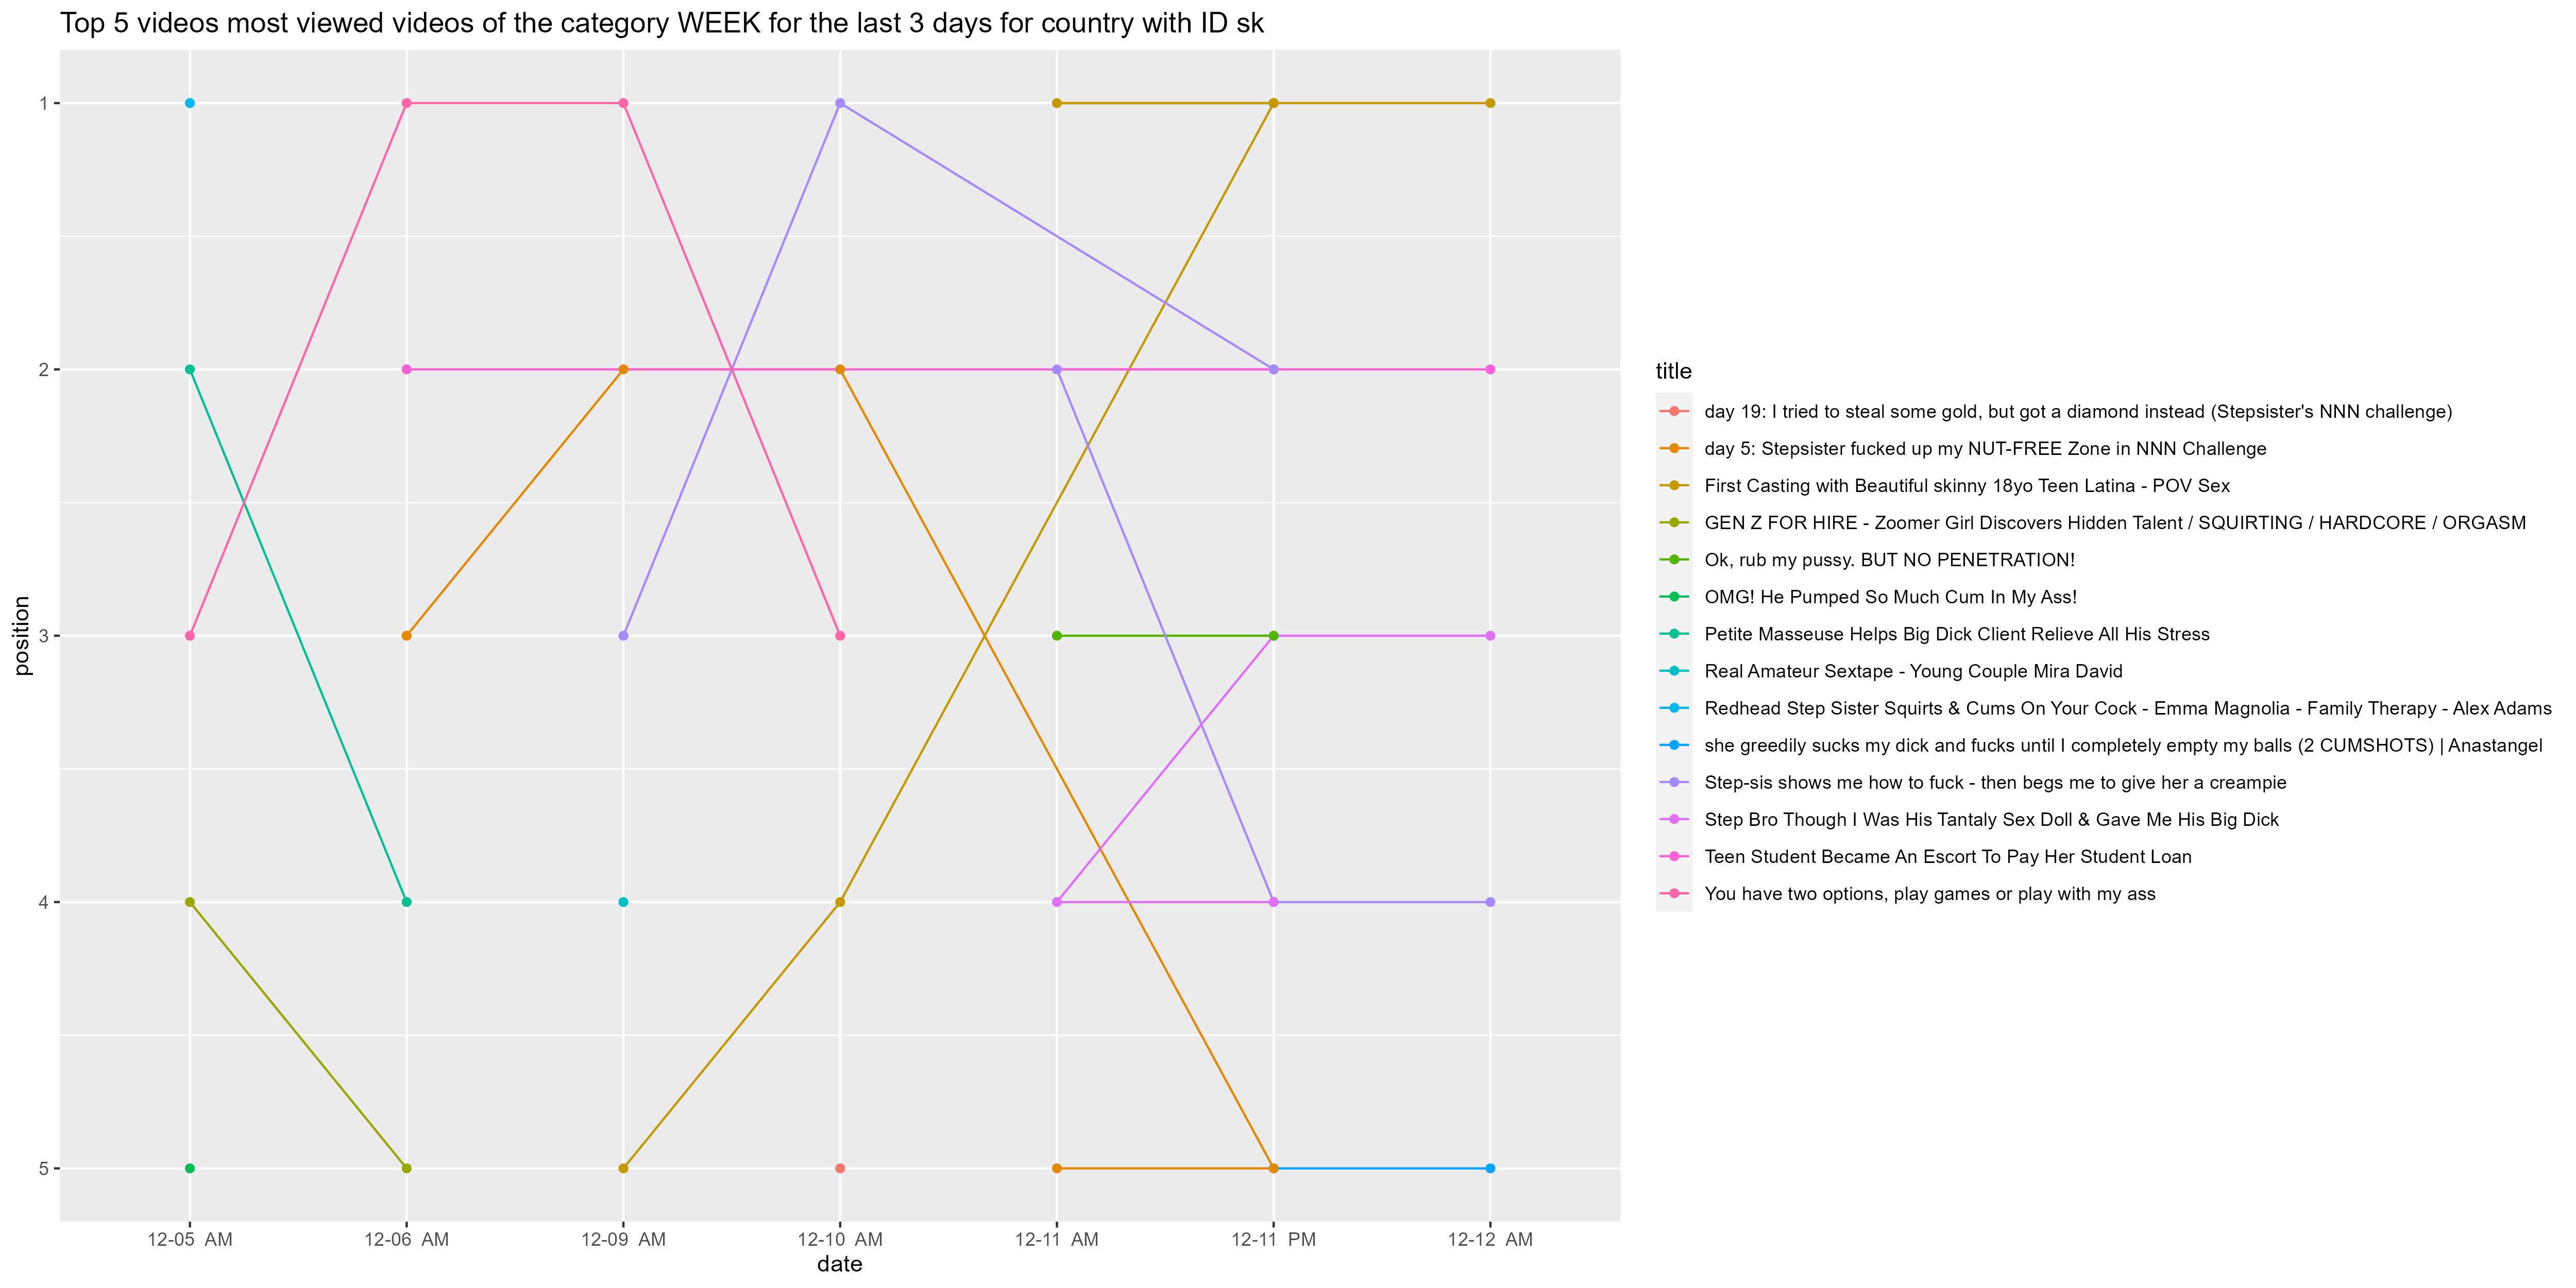 Top 5 videos most viewed videos of the category WEEK for the last 3 days for country with ID sk
1
2
3
4
5
position
12-05 AM
12-06 AM
12-09 AM
12-10 AM
12-11 AM
12-11 PM
12-12 AM
date
title
day 19: I tried to steal some gold, but got a diamond instead (Stepsister's NNN challenge)
day 5: Stepsister fucked up my NUT-FREE Zone in NNN Challenge
First Casting with Beautiful skinny 18yo Teen Latina - POV Sex
GEN Z FOR HIRE - Zoomer Girl Discovers Hidden Talent / SQUIRTING / HARDCORE / ORGASM
Ok, rub my pussy. BUT NO PENETRATION!
OMG! He Pumped So Much Cum In My Ass!
Petite Masseuse Helps Big Dick Client Relieve All His Stress
Real Amateur Sextape - Young Couple Mira David
Redhead Step Sister Squirts & Cums On Your Cock - Emma Magnolia - Family Therapy - Alex Adams
she greedily sucks my dick and fucks until I completely empty my balls (2 CUMSHOTS) | Anastangel
Step-sis shows me how to fuck - then begs me to give her a creampie
Step Bro Though I Was His Tantaly Sex Doll & Gave Me His Big Dick
Teen Student Became An Escort To Pay Her Student Loan
You have two options, play games or play with my ass